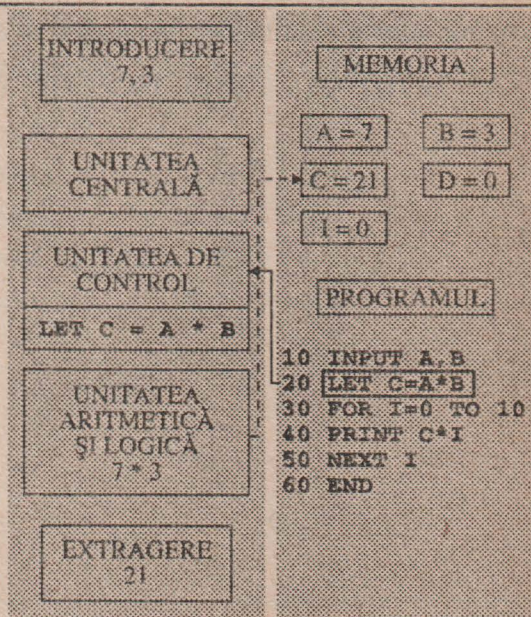 INTRODUCERE
7, 3
UNITATEA
CENTRALĂ
UNITATEA DE
CONTROL
LET C = A * B
UNITATEA
ARITMETICĂ
ŞI LOGICĂ
7 * 3
EXTRAGERE
21
MEMORIA
A = 7
B = 3
C = 21
D = 0
I = 0
PROGRAMUL
10 INPUT A,B
20 LET C=A*B
30 FOR I=0 TO 10
40 PRINT C*I
50 NEXT I
60 END